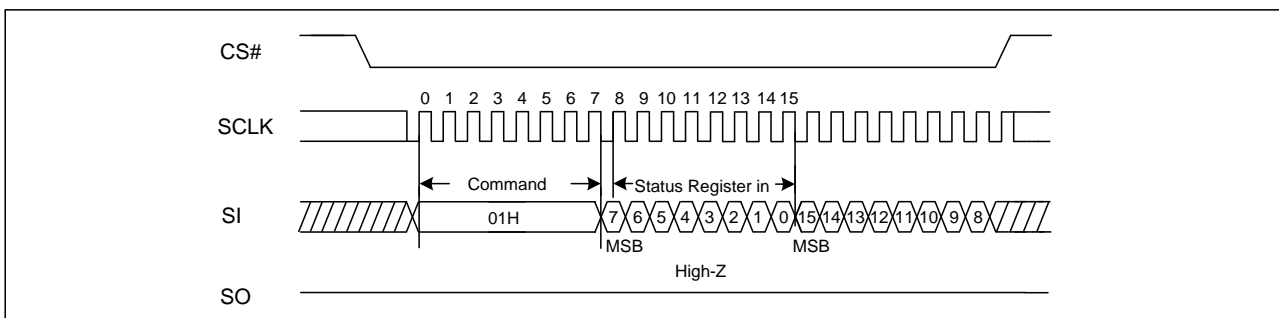 CS#
0 1 2 3 4 5 6 7 8 9 10 11 12 13 14 15
SCLK
Command Status Register in
SI 01H 7 6 5 4 3 2 1 0 15 14 13 12 11 10 9 8
MSB MSB
High-Z
SO